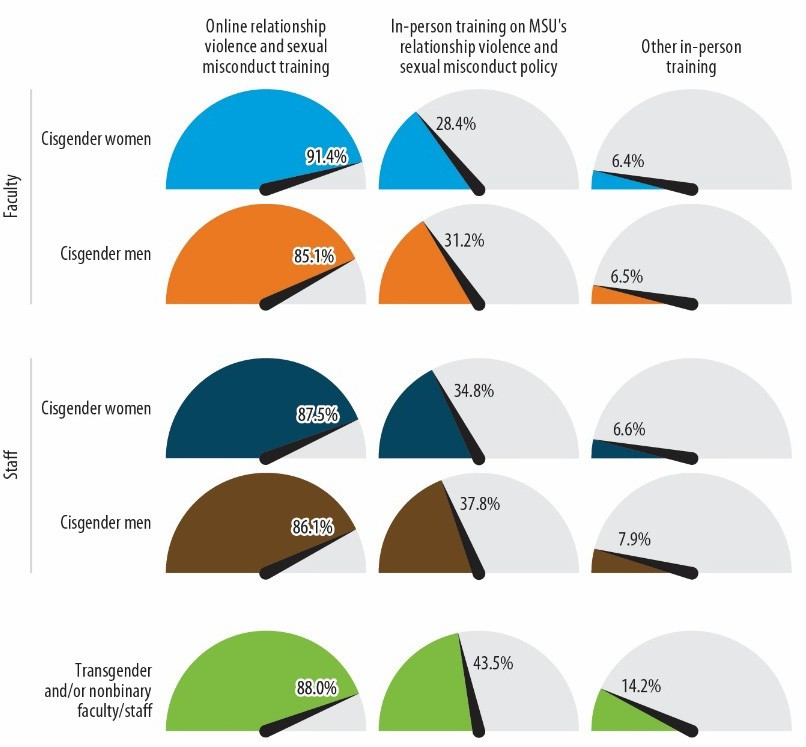 Online relationship
violence and sexual
misconduct training
In-person training on MSU's
relationship violence and
sexual misconduct policy
Other in-person
training
Faculty
Cisgender women
91.4%
28.4%
6.4%
Cisgender men
85.1%
31.2%
6.5%
Staff
Cisgender women
87.5%
34.8%
6.6%
Cisgender men
86.1%
37.8%
7.9%
Transgender
and/or nonbinary
faculty/staff
88.0%
43.5%
14.2%